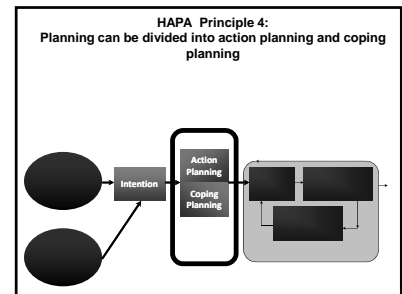 HAPA Principle 4:
Planning can be divided into action planning and coping
planning
Intention
Action
Planning
Coping
Planning